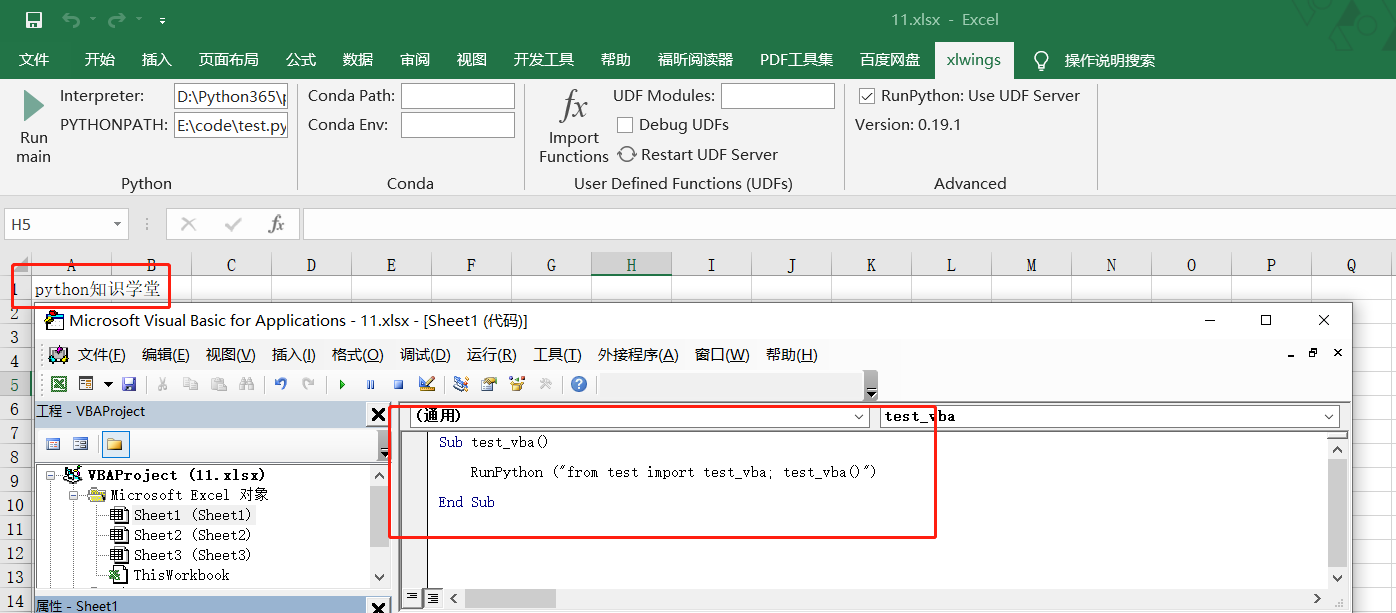 11.xlsx - Excel
文件 开始 插入 页面布局 公式 数据 审阅 视图 开发工具 帮助 福昕阅读器 PDF工具集 百度网盘 xlwings 操作说明搜索
Interpreter: D:\Python365\p Conda Path: UDF Modules: RunPython: Use UDF Server
PYTHONPATH: E:\code\test.py Conda Env: Debug UDFs Version: 0.19.1
Run main
fx
Import Functions
Restart UDF Server
Python Conda User Defined Functions (UDFs) Advanced
H5 fx
A B C D E F G H I J K L M N O P Q
1 python知识学堂
2
3
4
5
6
7
8
9
10
11
12
13
14
Microsoft Visual Basic for Applications - 11.xlsx - [Sheet1 (代码)]
文件(F) 编辑(E) 视图(V) 插入(I) 格式(O) 调试(D) 运行(R) 工具(T) 外接程序(A) 窗口(W) 帮助(H)
工程 - VBAProject
VBAProject (11.xlsx)
Microsoft Excel 对象
Sheet1 (Sheet1)
Sheet2 (Sheet2)
Sheet3 (Sheet3)
ThisWorkbook
属性 - Sheet1
(通用) test_vba
Sub test_vba()
RunPython ("from test import test_vba; test_vba()")
End Sub